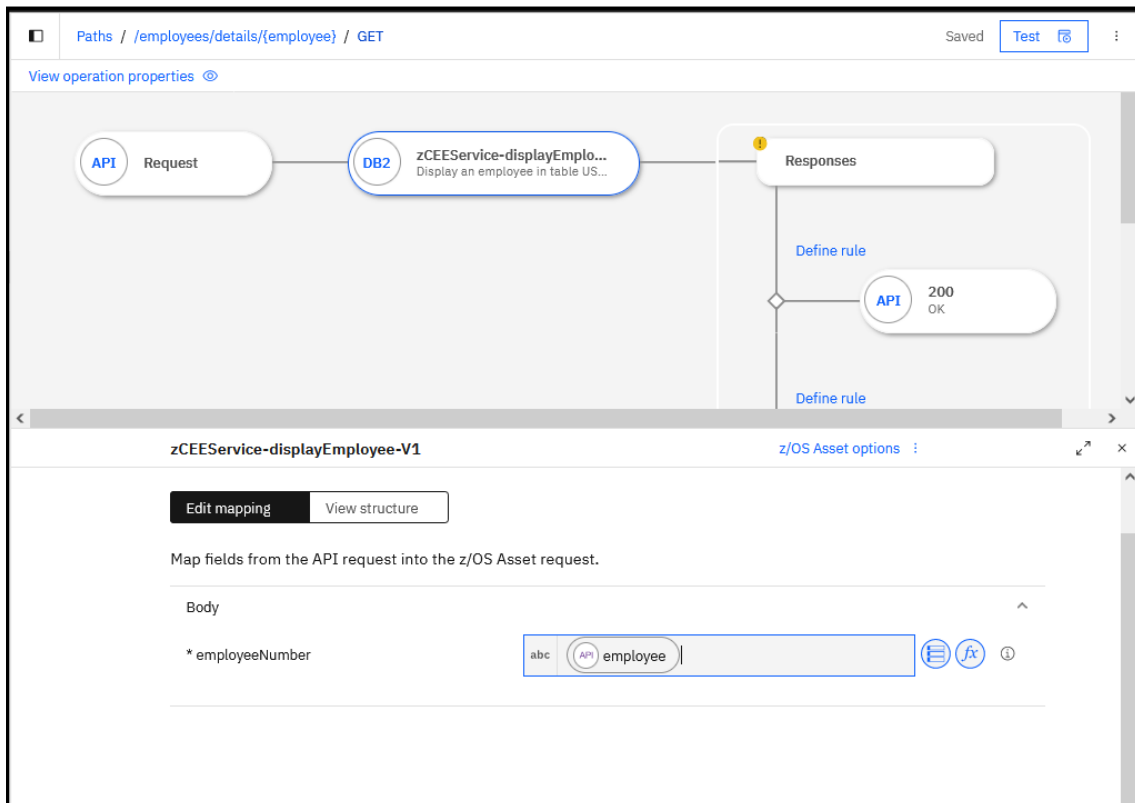 Paths / /employees/details/{employee} / GET
Saved
Test
View operation properties
API
Request
DB2
zCEEService-displayEmplo...
Display an employee in table US...
!
Responses
Define rule
API
200
OK
Define rule
zCEEService-displayEmployee-V1
z/OS Asset options
Edit mapping
View structure
Map fields from the API request into the z/OS Asset request.
Body
* employeeNumber
abc
API
employee
fx